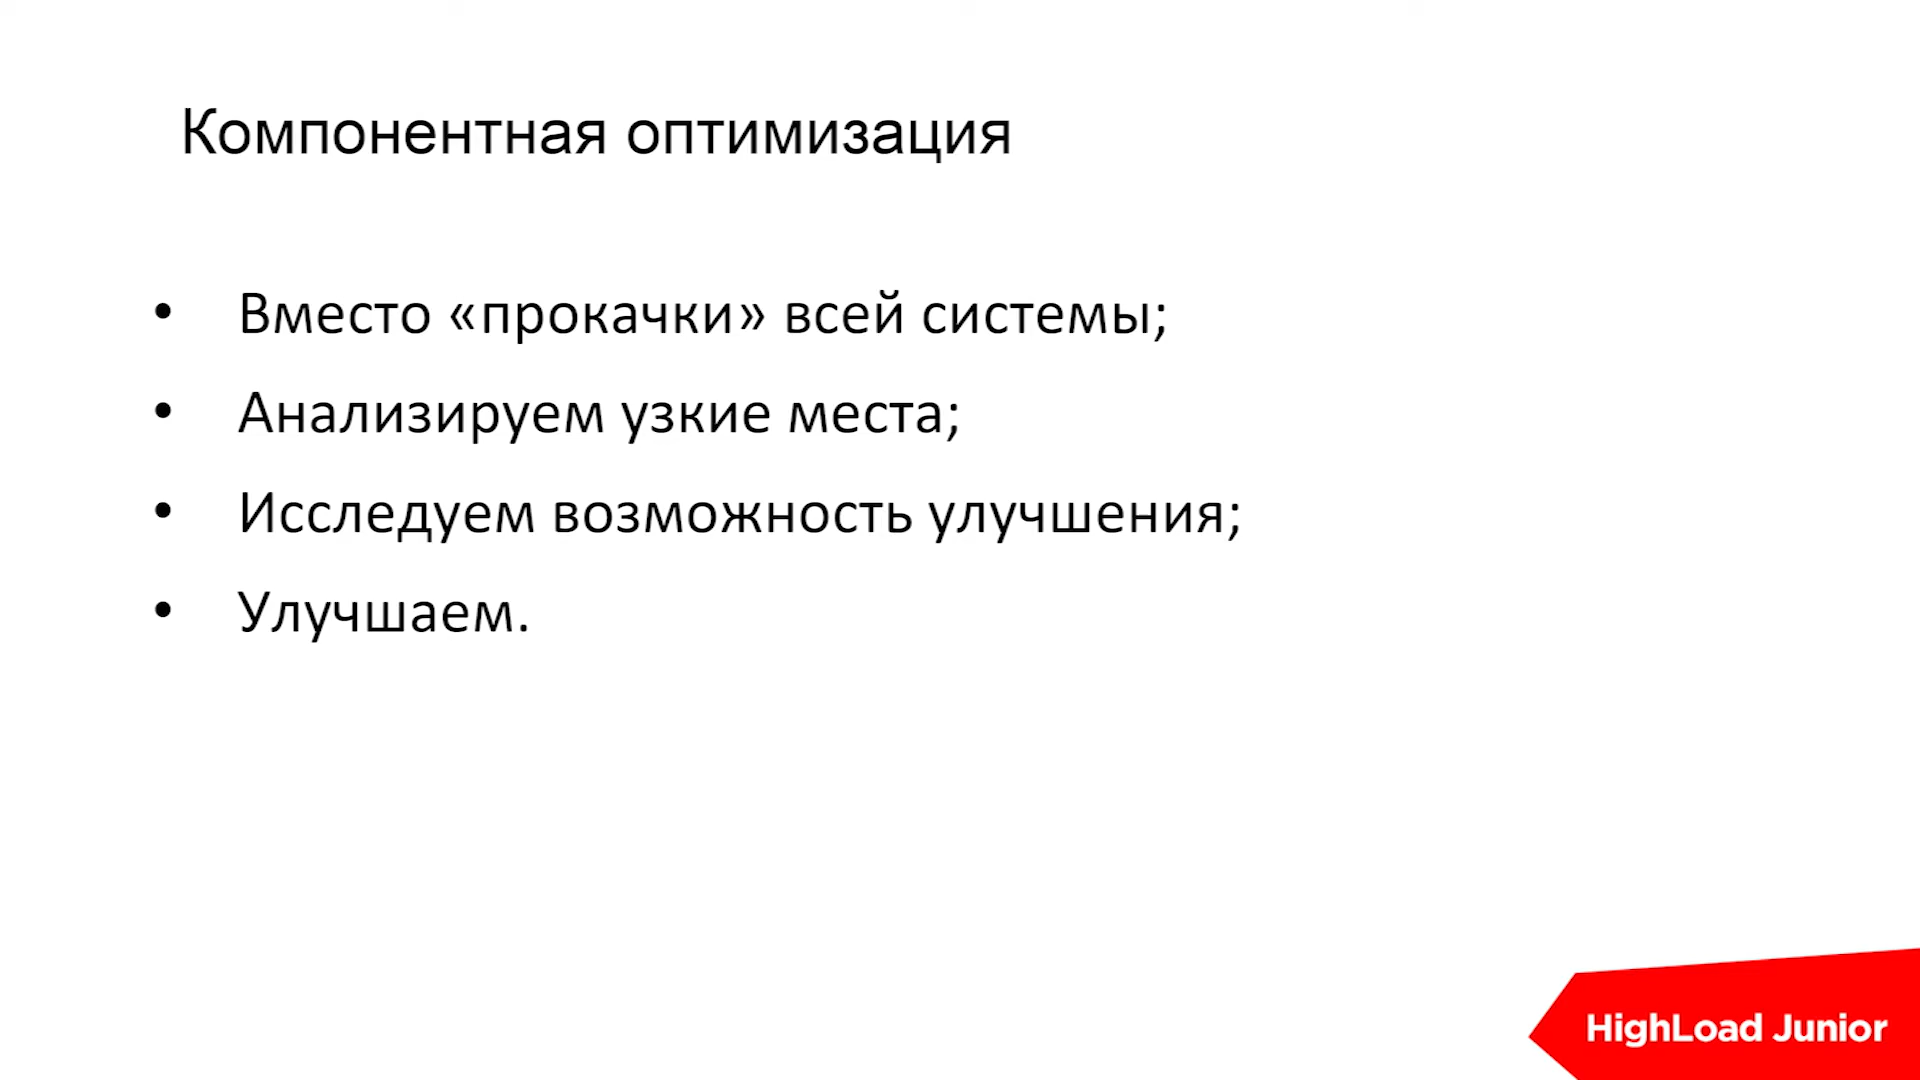 Компонентная оптимизация
• Вместо «прокачки» всей системы;
• Анализируем узкие места;
• Исследуем возможность улучшения;
• Улучшаем.
HighLoad Junior